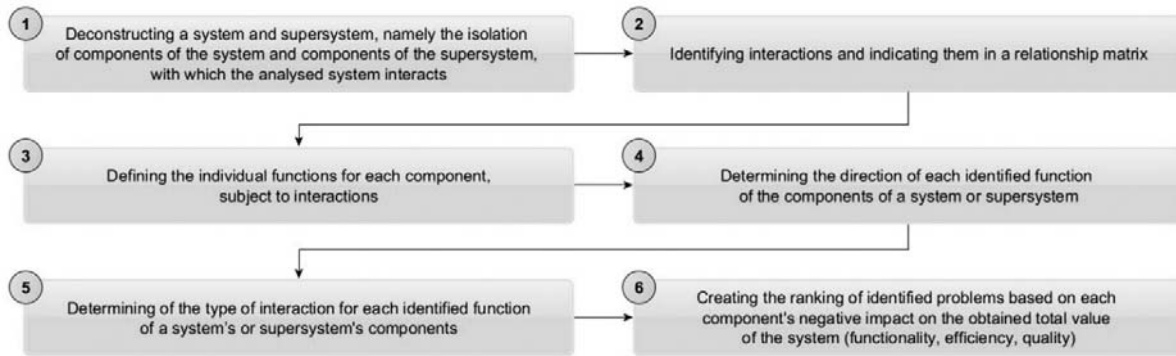 1
Deconstructing a system and supersystem, namely the isolation
of components of the system and components of the supersystem,
with which the analysed system interacts
2
Identifying interactions and indicating them in a relationship matrix
3
Defining the individual functions for each component,
subject to interactions
4
Determining the direction of each identified function
of the components of a system or supersystem
5
Determining of the type of interaction for each identified function
of a system's or supersystem's components
6
Creating the ranking of identified problems based on each
component's negative impact on the obtained total value
of the system (functionality, efficiency, quality)